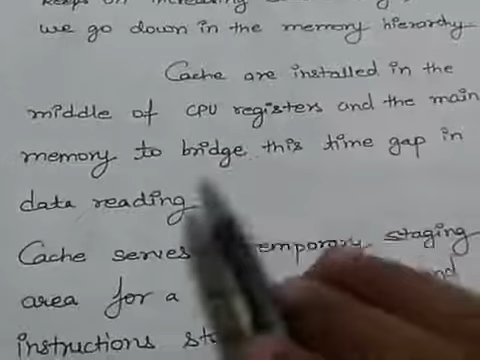 we go down in the memory hierarchy
Cache are installed in the
middle of CPU registers and the main
memory to bridge this time gap in
data reading
Cache serves temporary staging
area for a
instructions